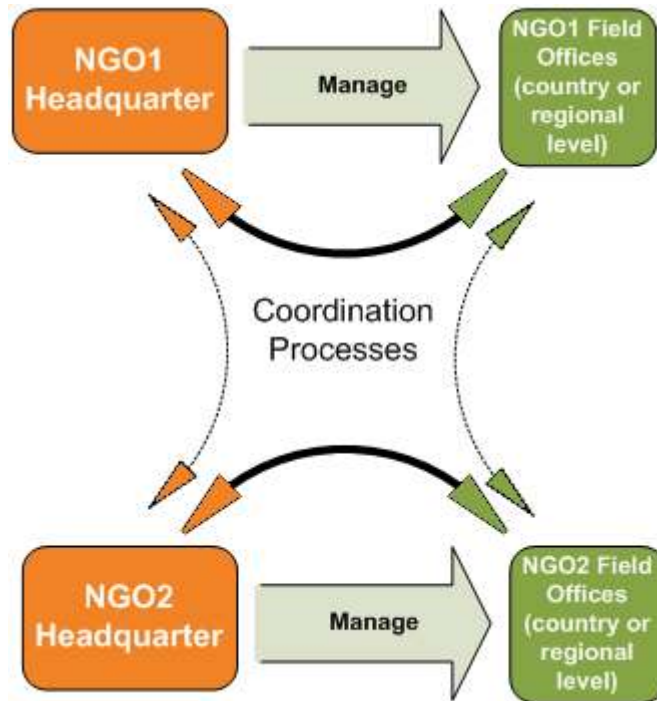 NGO1
Headquarter
Manage
NGO1 Field
Offices
(country or
regional
level)
Coordination
Processes
NGO2
Headquarter
Manage
NGO2 Field
Offices
(country or
regional
level)